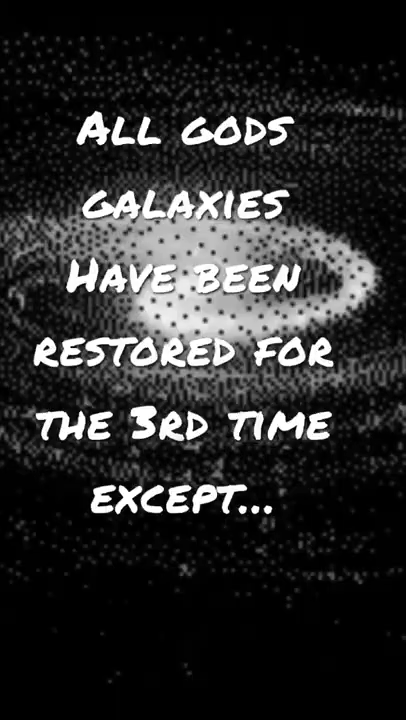 All gods
galaxies
Have been
restored for
the 3rd time
except...